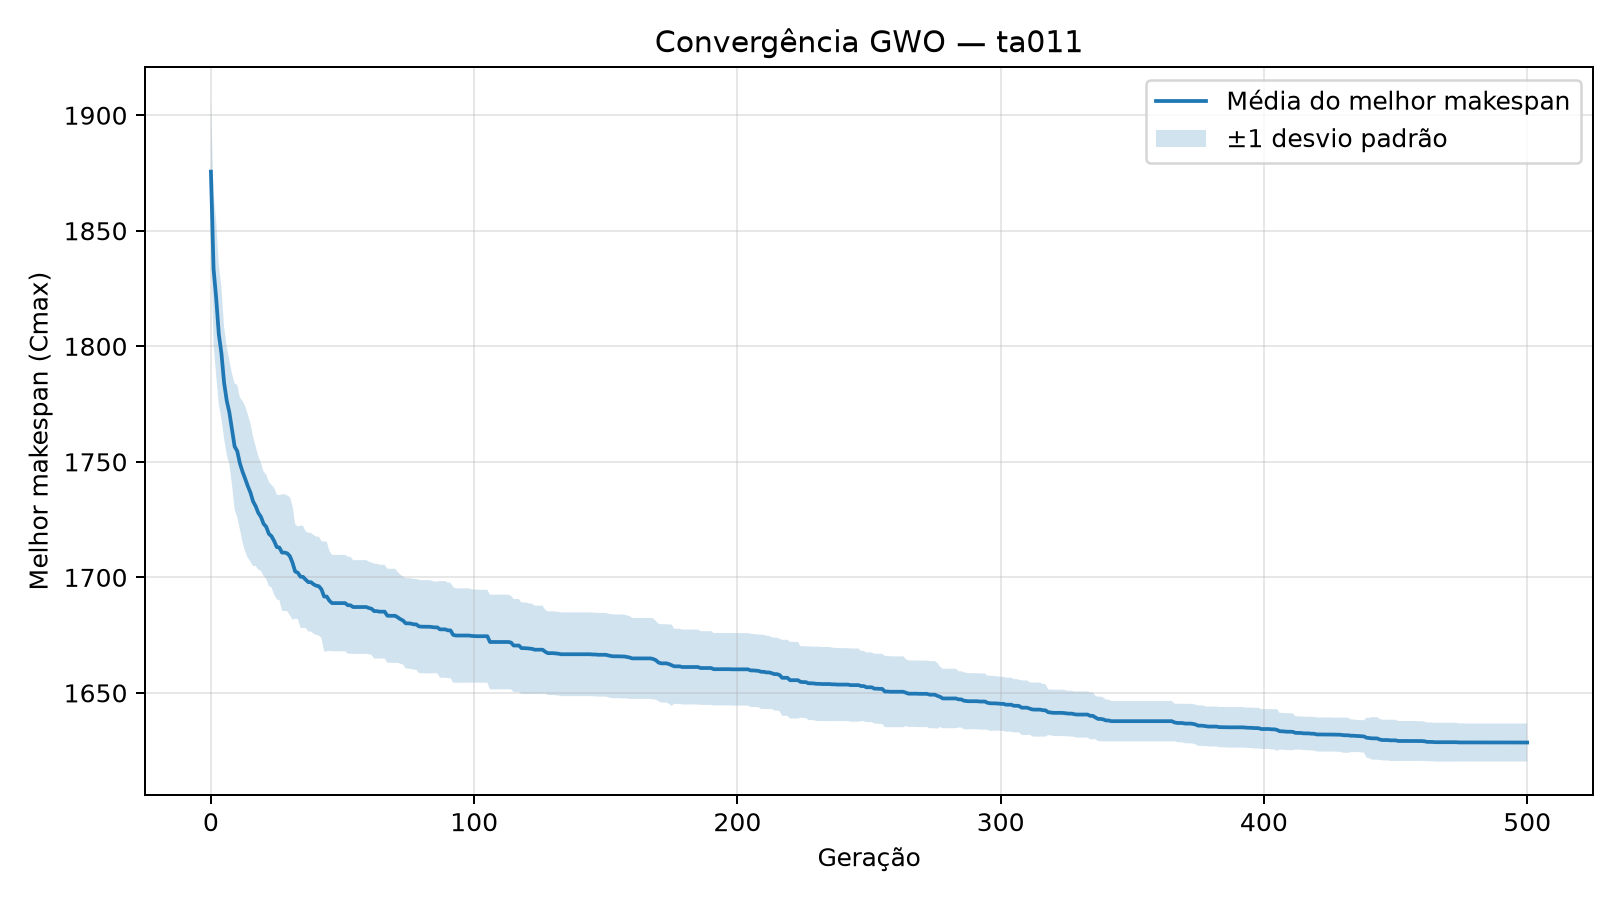 Convergência GWO — ta011
Média do melhor makespan
±1 desvio padrão
Melhor makespan (Cmax)
1900
1850
1800
1750
1700
1650
0 100 200 300 400 500
Geração